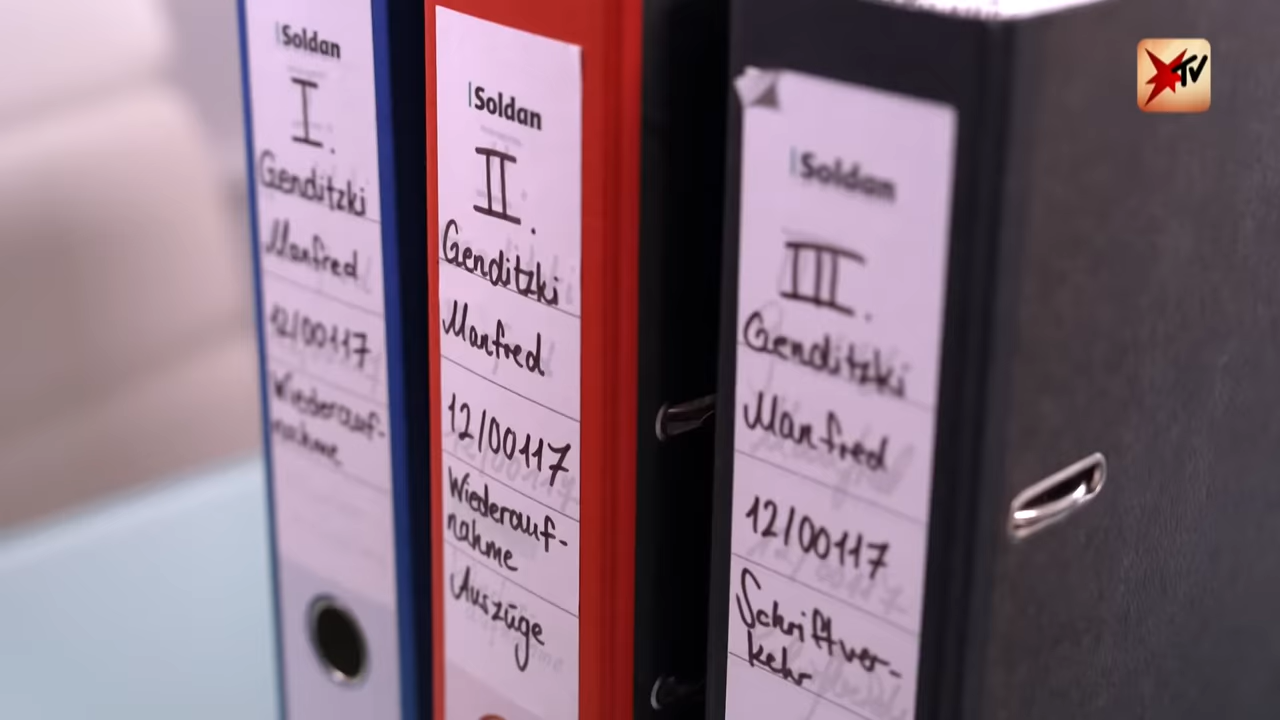 Soldan
I.
Genditzki
Manfred
12/00117
Wiederauf-
nahme
Soldan
II.
Genditzki
Manfred
12/00117
Wiederauf-
nahme
Auszüge
Soldan
III.
Genditzki
Manfred
12/00117
Schriftver-
kehr
TV